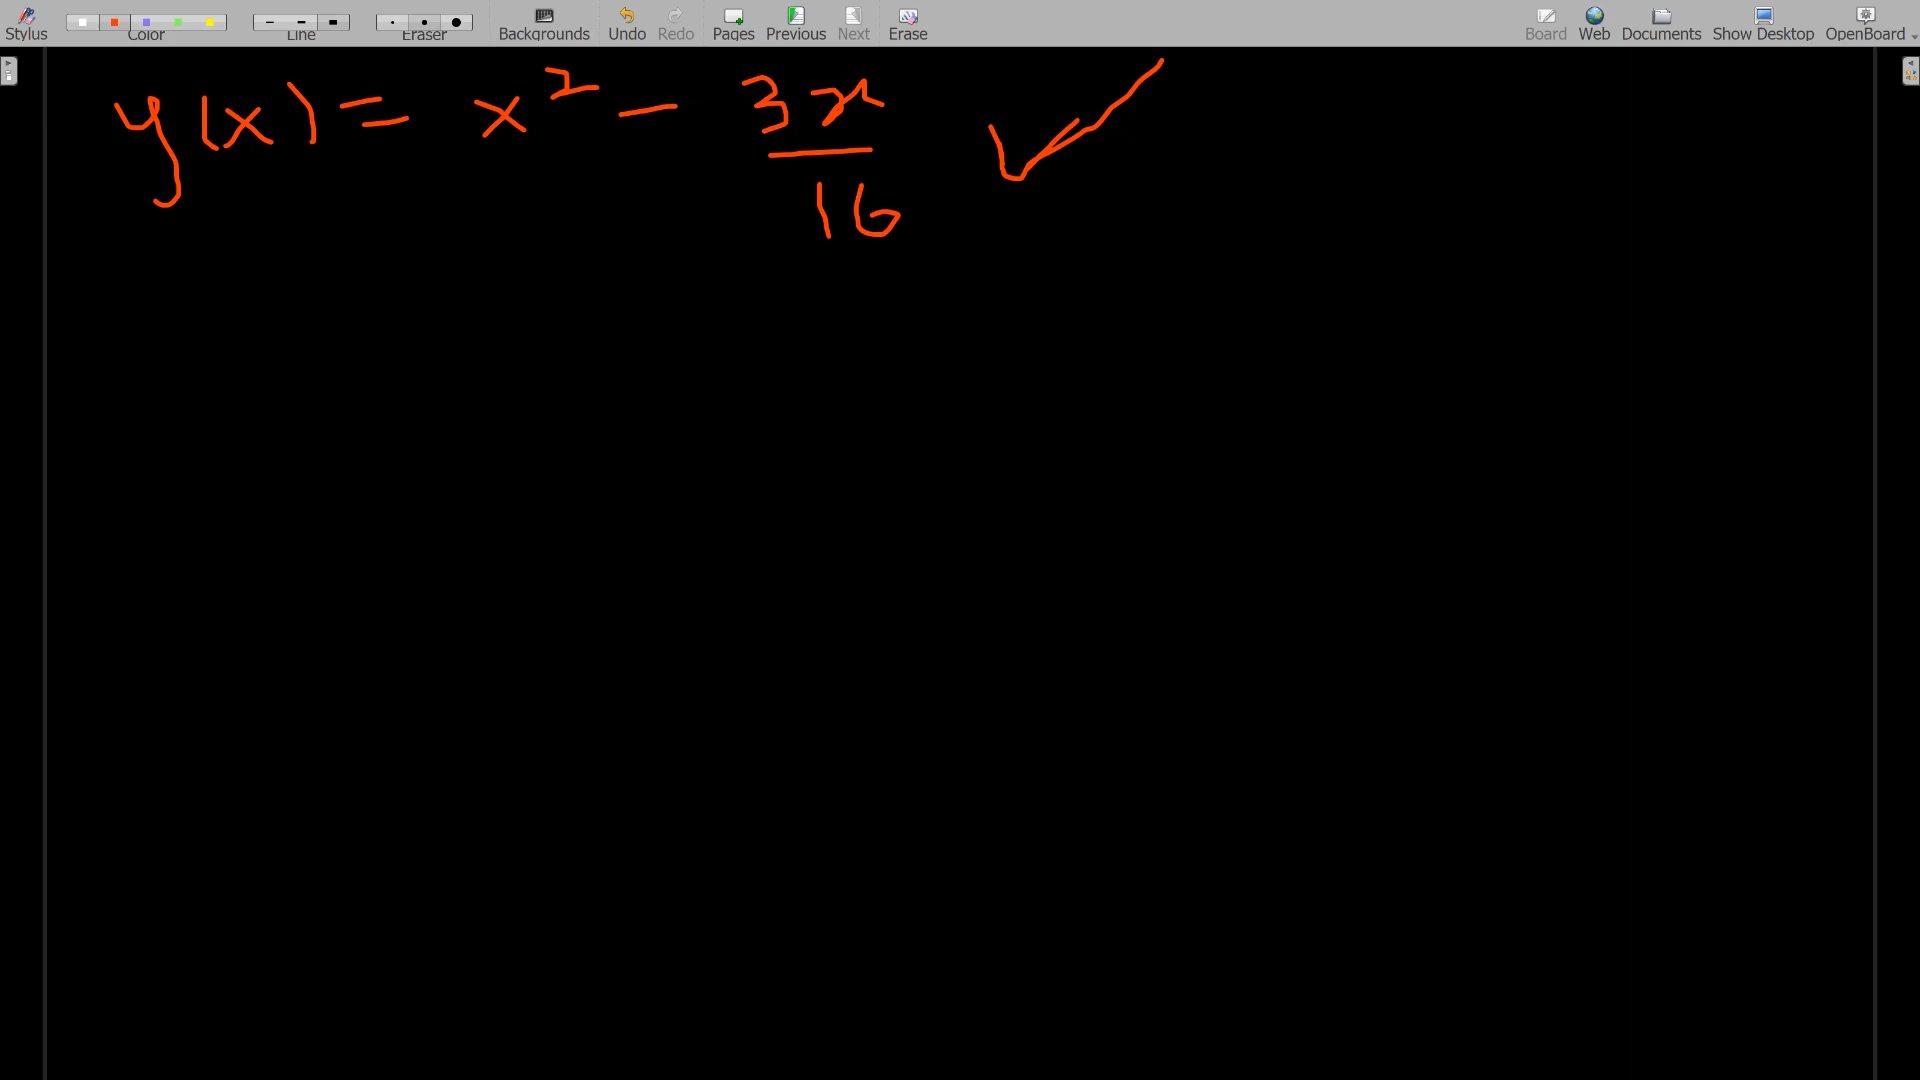 Stylus Color Line Eraser Backgrounds Undo Redo Pages Previous Next Erase Board Web Documents Show Desktop OpenBoard
y(x) = x² - 3x/16 ✓